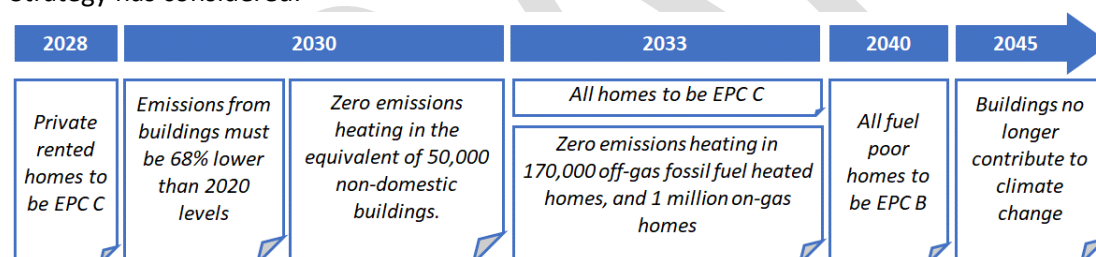 Strategy has considered.
2028
2030
2033
2040
2045
Private
rented
homes to
be EPC C
Emissions from
buildings must
be 68% lower
than 2020
levels
Zero emissions
heating in the
equivalent of 50,000
non-domestic
buildings.
All homes to be EPC C
Zero emissions heating in
170,000 off-gas fossil fuel heated
homes, and 1 million on-gas
homes
All fuel
poor
homes to
be EPC B
Buildings no
longer
contribute to
climate
change